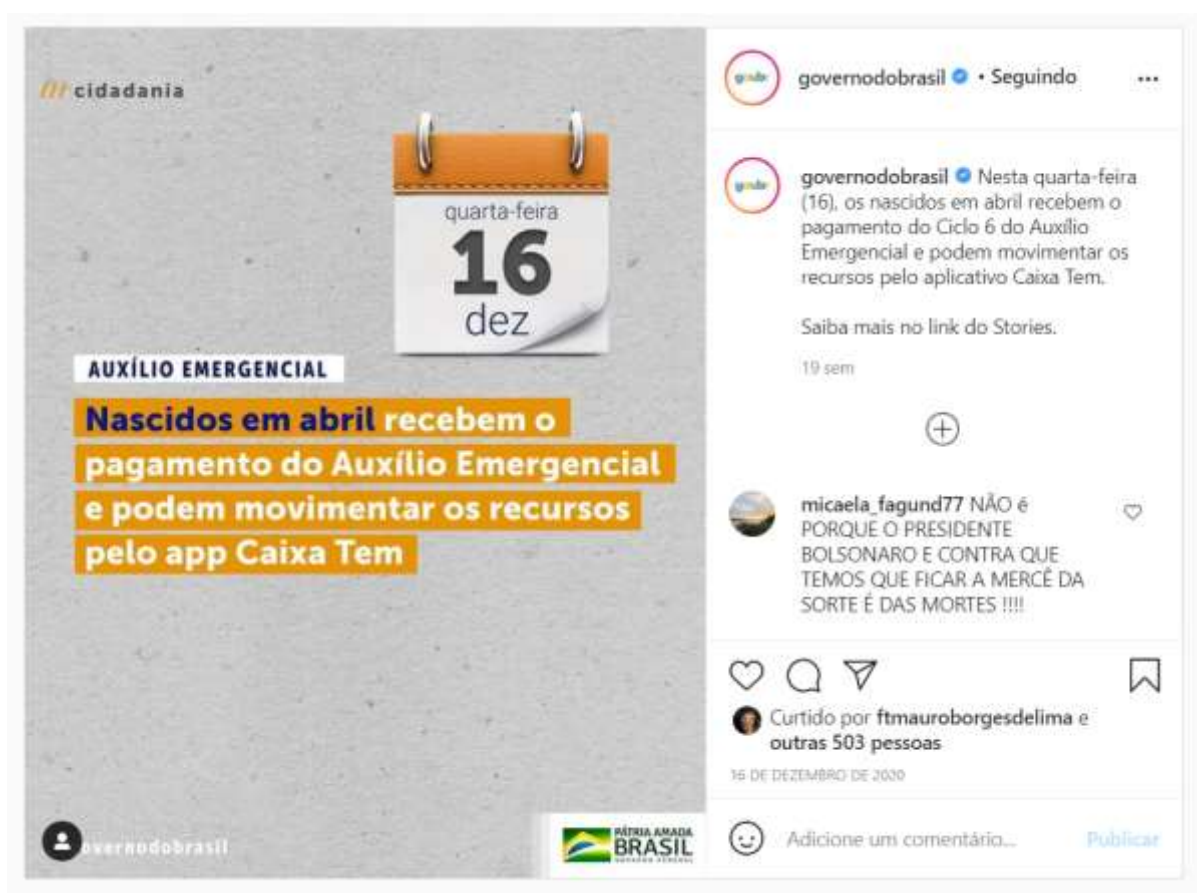 cidadania
quarta-feira
16
dez
AUXÍLIO EMERGENCIAL
Nascidos em abril recebem o
pagamento do Auxílio Emergencial
e podem movimentar os recursos
pelo app Caixa Tem
governodobrasil
PÁTRIA AMADA
BRASIL
GOVERNO FEDERAL
governodobrasil • Seguindo
governodobrasil Nesta quarta-feira
(16), os nascidos em abril recebem o
pagamento do Ciclo 6 do Auxílio
Emergencial e podem movimentar os
recursos pelo aplicativo Caixa Tem.
Saiba mais no link do Stories.
19 sem
micaela_fagund77 NÃO é
PORQUE O PRESIDENTE
BOLSONARO E CONTRA QUE
TEMOS QUE FICAR A MERCÊ DA
SORTE É DAS MORTES !!!!
Curtido por ftmauroborgesdelima e
outras 503 pessoas
16 DE DEZEMBRO DE 2020
Adicione um comentário... Publicar